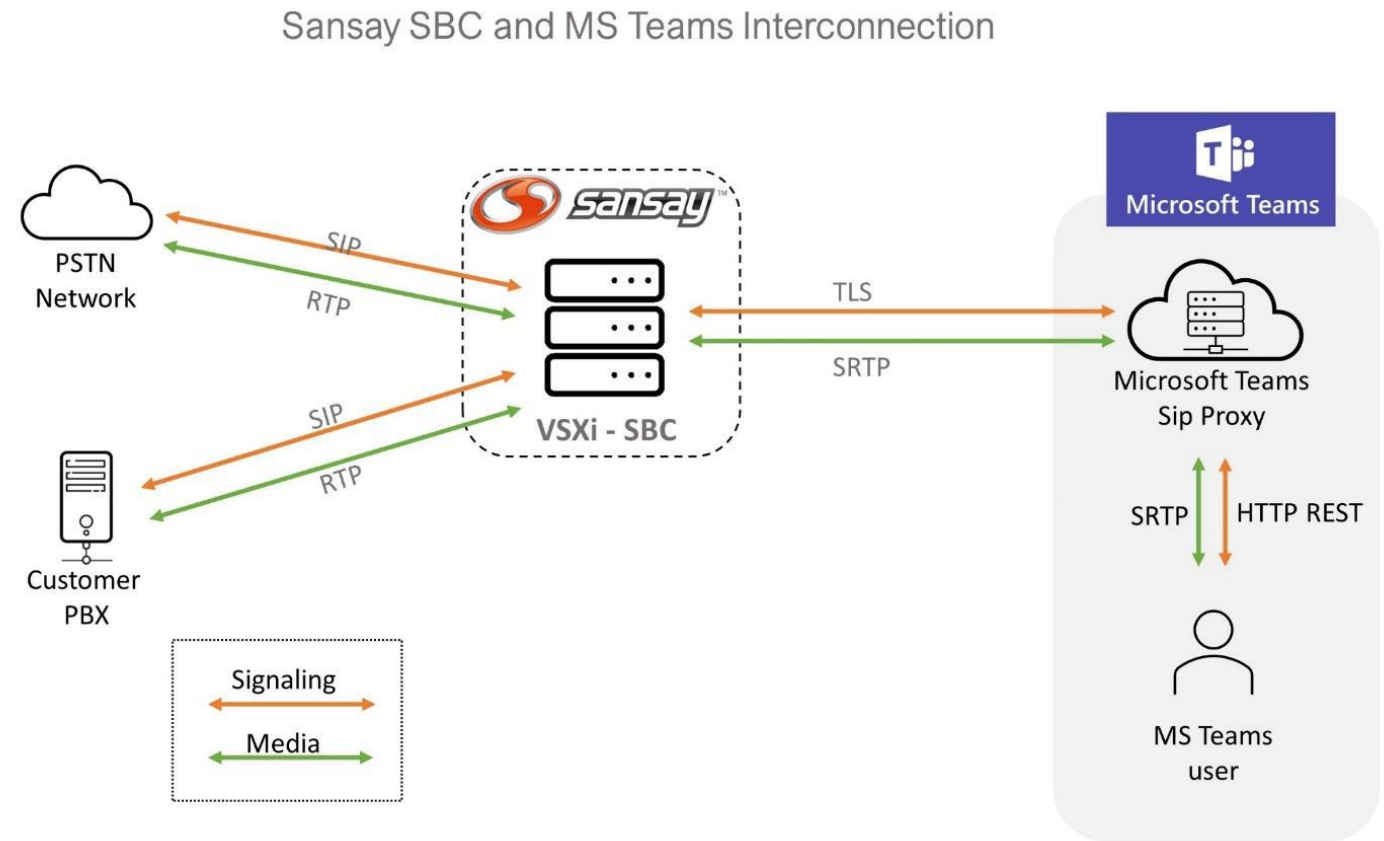 Sansay SBC and MS Teams Interconnection
Microsoft Teams
sansay™
PSTN
Network
SIP
RTP
TLS
SRTP
VSXi - SBC
Microsoft Teams
Sip Proxy
SIP
RTP
Customer
PBX
SRTP
HTTP REST
Signaling
Media
MS Teams
user